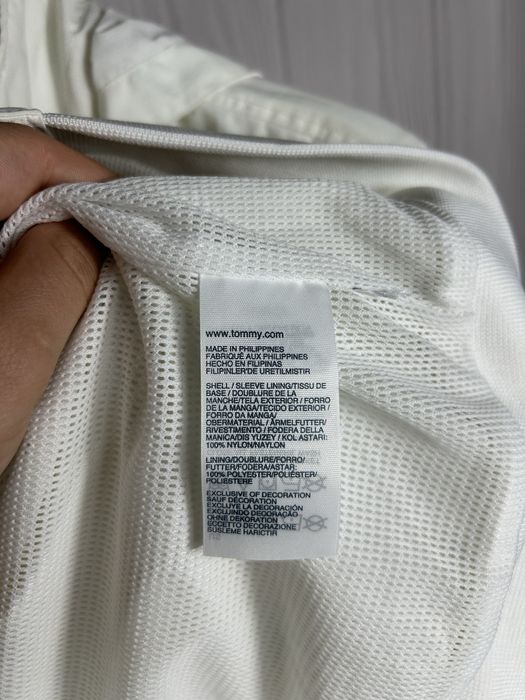 www.tommy.com
MADE IN PHILIPPINES
FABRIQUÉ AUX PHILIPPINES
HECHO EN FILIPINAS
FILIPINLER'DE URETILMISTIR
SHELL / SLEEVE LINING/TISSU DE
BASE / DOUBLURE DE LA
MANCHE/TELA EXTERIOR / FORRO
DE LA MANGA/TECIDO EXTERIOR /
FORRO DA MANGA/
OBERMATERIAL / ÄRMELFUTTER/
RIVESTIMENTO / FODERA DELLA
MANICA/DIS YUZEY / KOL ASTARI:
100% NYLON/NAYLON
LINING/DOUBLURE/FORRO/
FUTTER/FODERA/ASTAR:
100% POLYESTER/POLIÉSTER/
POLIESTERE
EXCLUSIVE OF DECORATION
SAUF DÉCORATION
EXCLUYE LA DECORACIÓN
EXCLUINDO DECORAÇÃO
OHNE DEKORATION
ECCETTO DECORAZIONE
SUSLEME HARICTIR